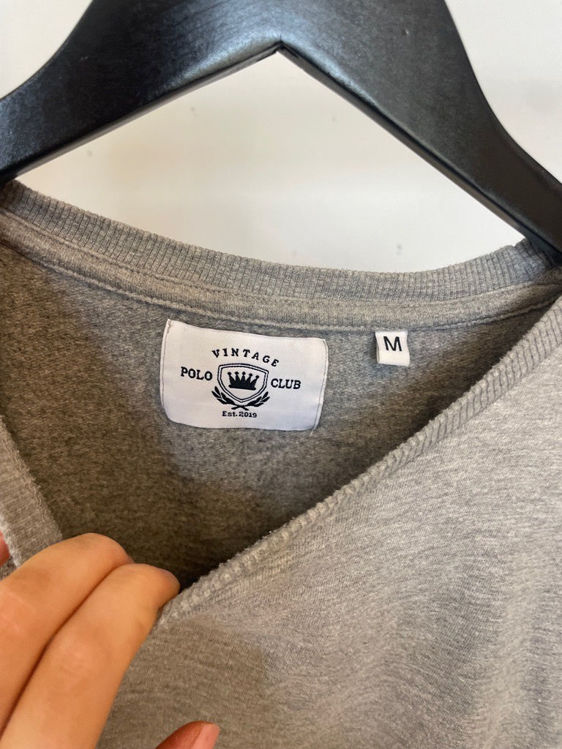 VINTAGE
POLO CLUB
Est. 2019
M